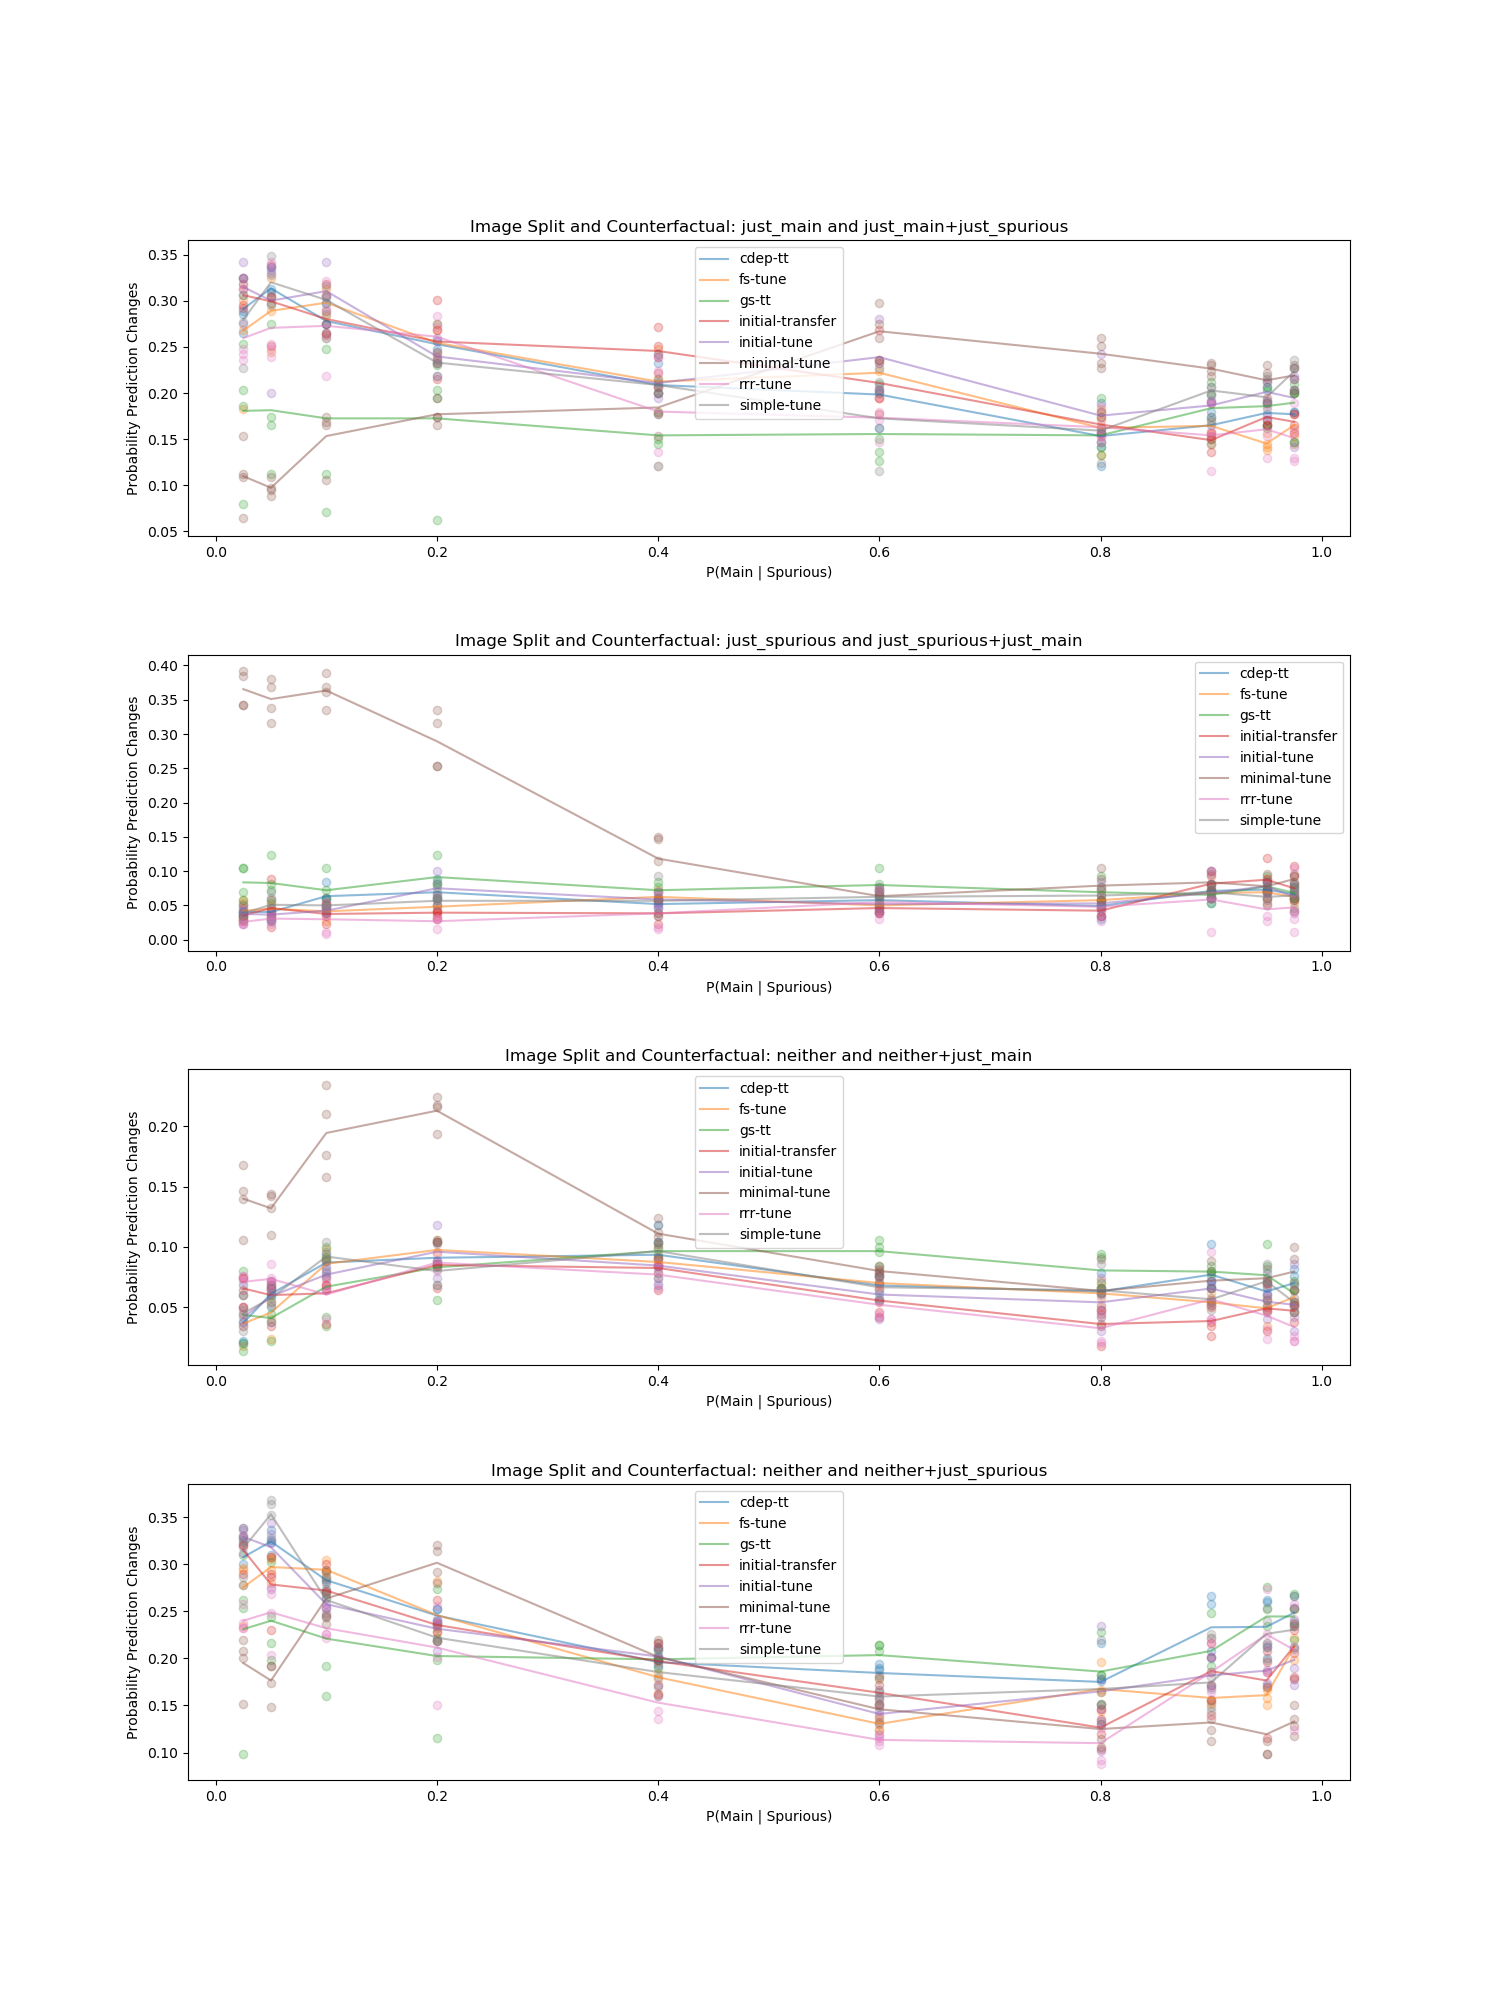 Image Split and Counterfactual: just_main and just_main+just_spurious
Probability Prediction Changes
0.35
0.30
0.25
0.20
0.15
0.10
0.05
cdep-tt
fs-tune
gs-tt
initial-transfer
initial-tune
minimal-tune
rrr-tune
simple-tune
0.0 0.2 0.4 0.6 0.8 1.0
P(Main | Spurious)
Image Split and Counterfactual: just_spurious and just_spurious+just_main
Probability Prediction Changes
0.40
0.35
0.30
0.25
0.20
0.15
0.10
0.05
0.00
cdep-tt
fs-tune
gs-tt
initial-transfer
initial-tune
minimal-tune
rrr-tune
simple-tune
0.0 0.2 0.4 0.6 0.8 1.0
P(Main | Spurious)
Image Split and Counterfactual: neither and neither+just_main
Probability Prediction Changes
0.20
0.15
0.10
0.05
cdep-tt
fs-tune
gs-tt
initial-transfer
initial-tune
minimal-tune
rrr-tune
simple-tune
0.0 0.2 0.4 0.6 0.8 1.0
P(Main | Spurious)
Image Split and Counterfactual: neither and neither+just_spurious
Probability Prediction Changes
0.35
0.30
0.25
0.20
0.15
0.10
cdep-tt
fs-tune
gs-tt
initial-transfer
initial-tune
minimal-tune
rrr-tune
simple-tune
0.0 0.2 0.4 0.6 0.8 1.0
P(Main | Spurious)